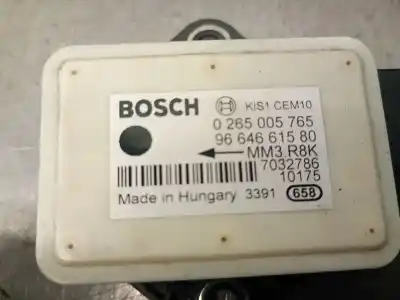 BOSCH KIS1 CEM10
0 265 005 765
96 646 615 80
MM3 R8K
7032786
10175
Made in Hungary 3391 658